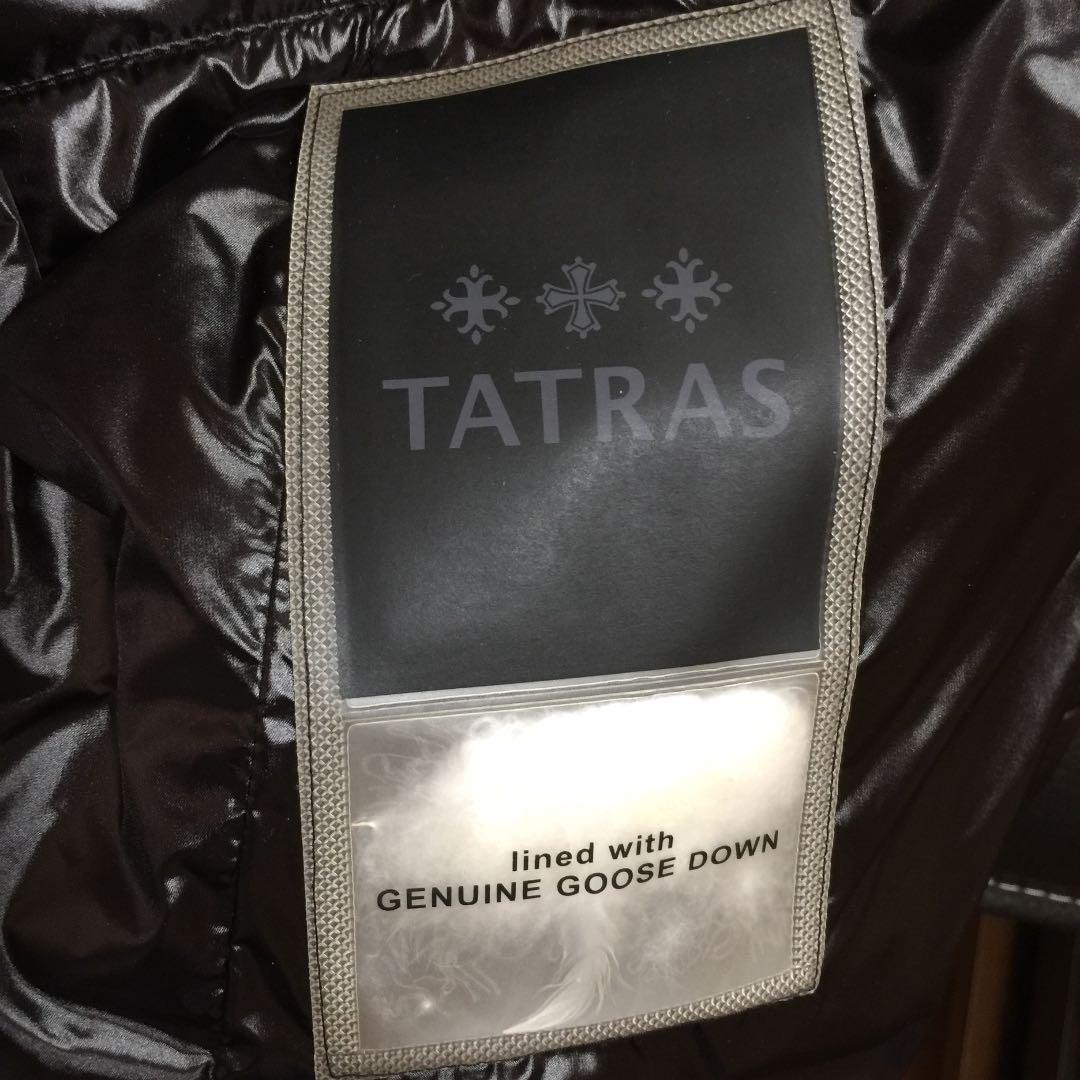 TATRAS
lined with
GENUINE GOOSE DOWN